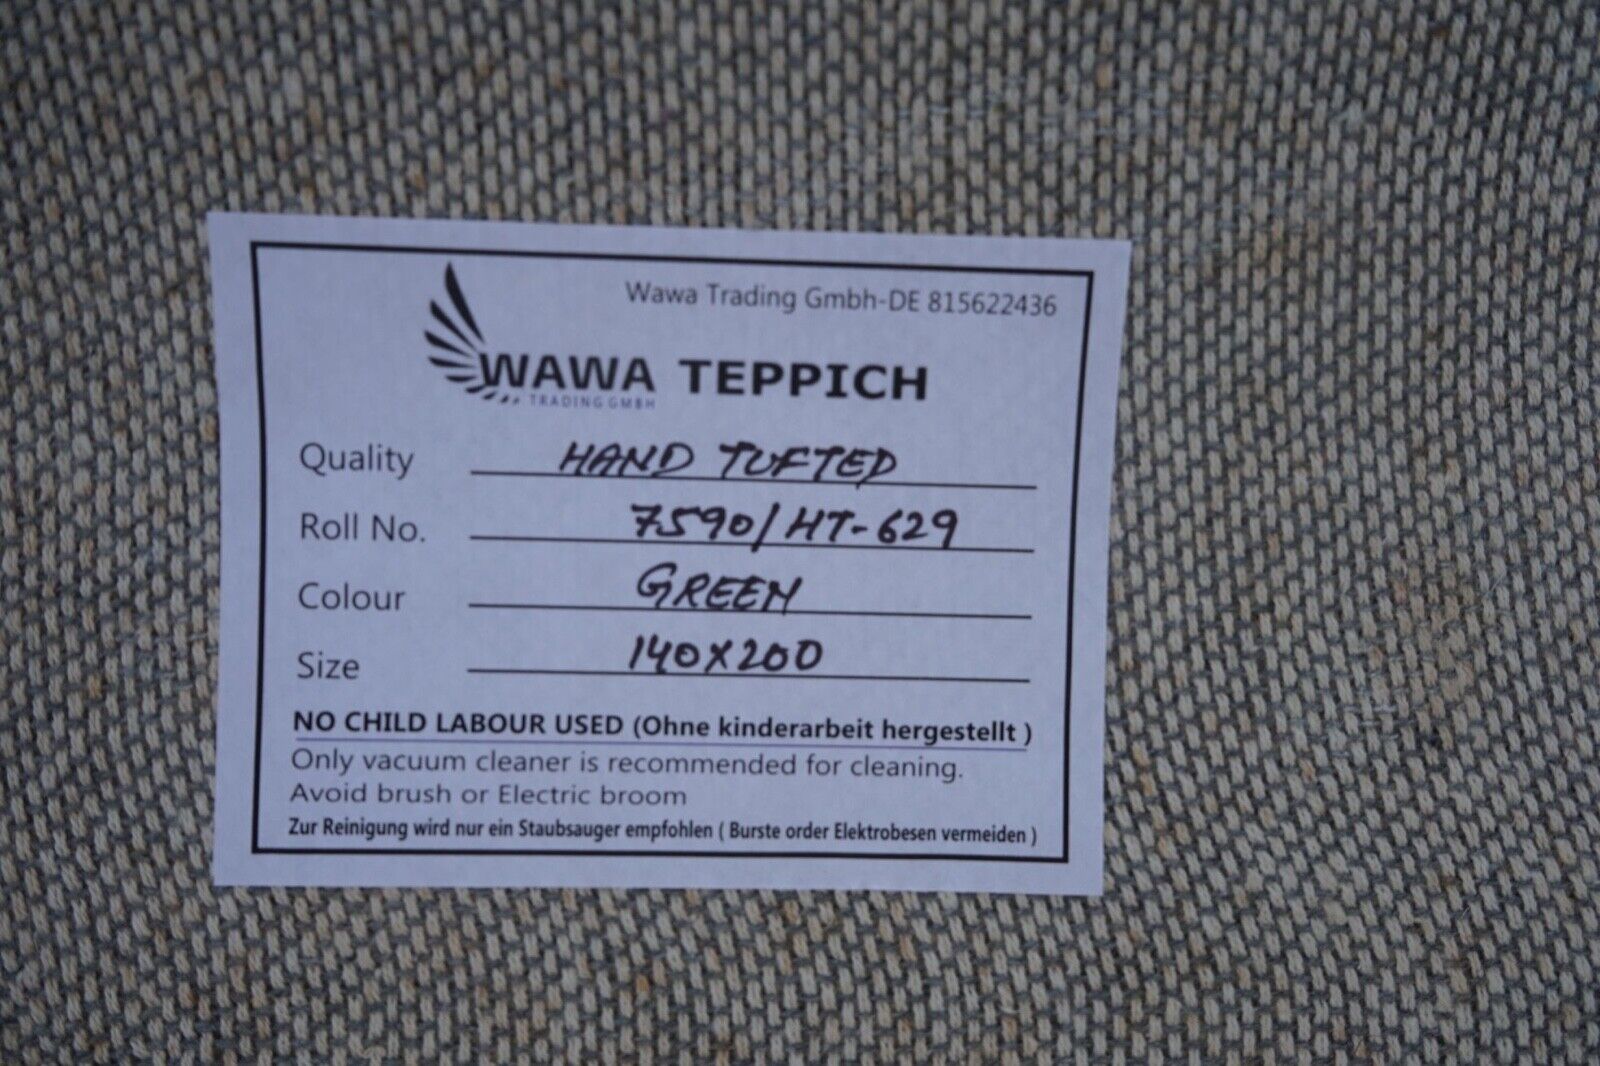 Wawa Trading Gmbh-DE 815622436
WAWA TEPPICH
TRADING GMBH
Quality HAND TUFTED
Roll No. 7590/HT-629
Colour GREEN
Size 140X200
NO CHILD LABOUR USED (Ohne kinderarbeit hergestellt )
Only vacuum cleaner is recommended for cleaning.
Avoid brush or Electric broom
Zur Reinigung wird nur ein Staubsauger empfohlen ( Burste order Elektrobesen vermeiden )